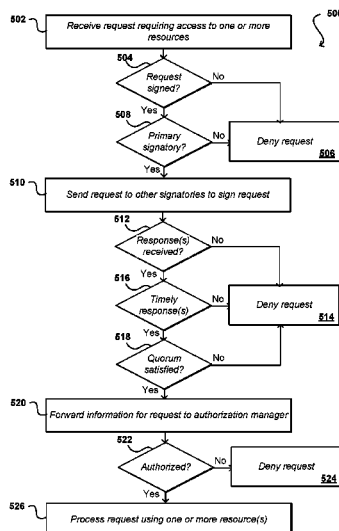 502
Receive request requiring access to one or more
resources
500
504
Request
signed?
No
Yes
508
Primary
signatory?
No
Deny request
506
Yes
510
Send request to other signatories to sign request
512
Response(s)
received?
No
Yes
516
Timely
response(s)
No
Deny request
514
Yes
518
Quorum
satisfied?
No
Yes
520
Forward information for request to authorization manager
522
Authorized?
No
Deny request
524
Yes
526
Process request using one or more resource(s)